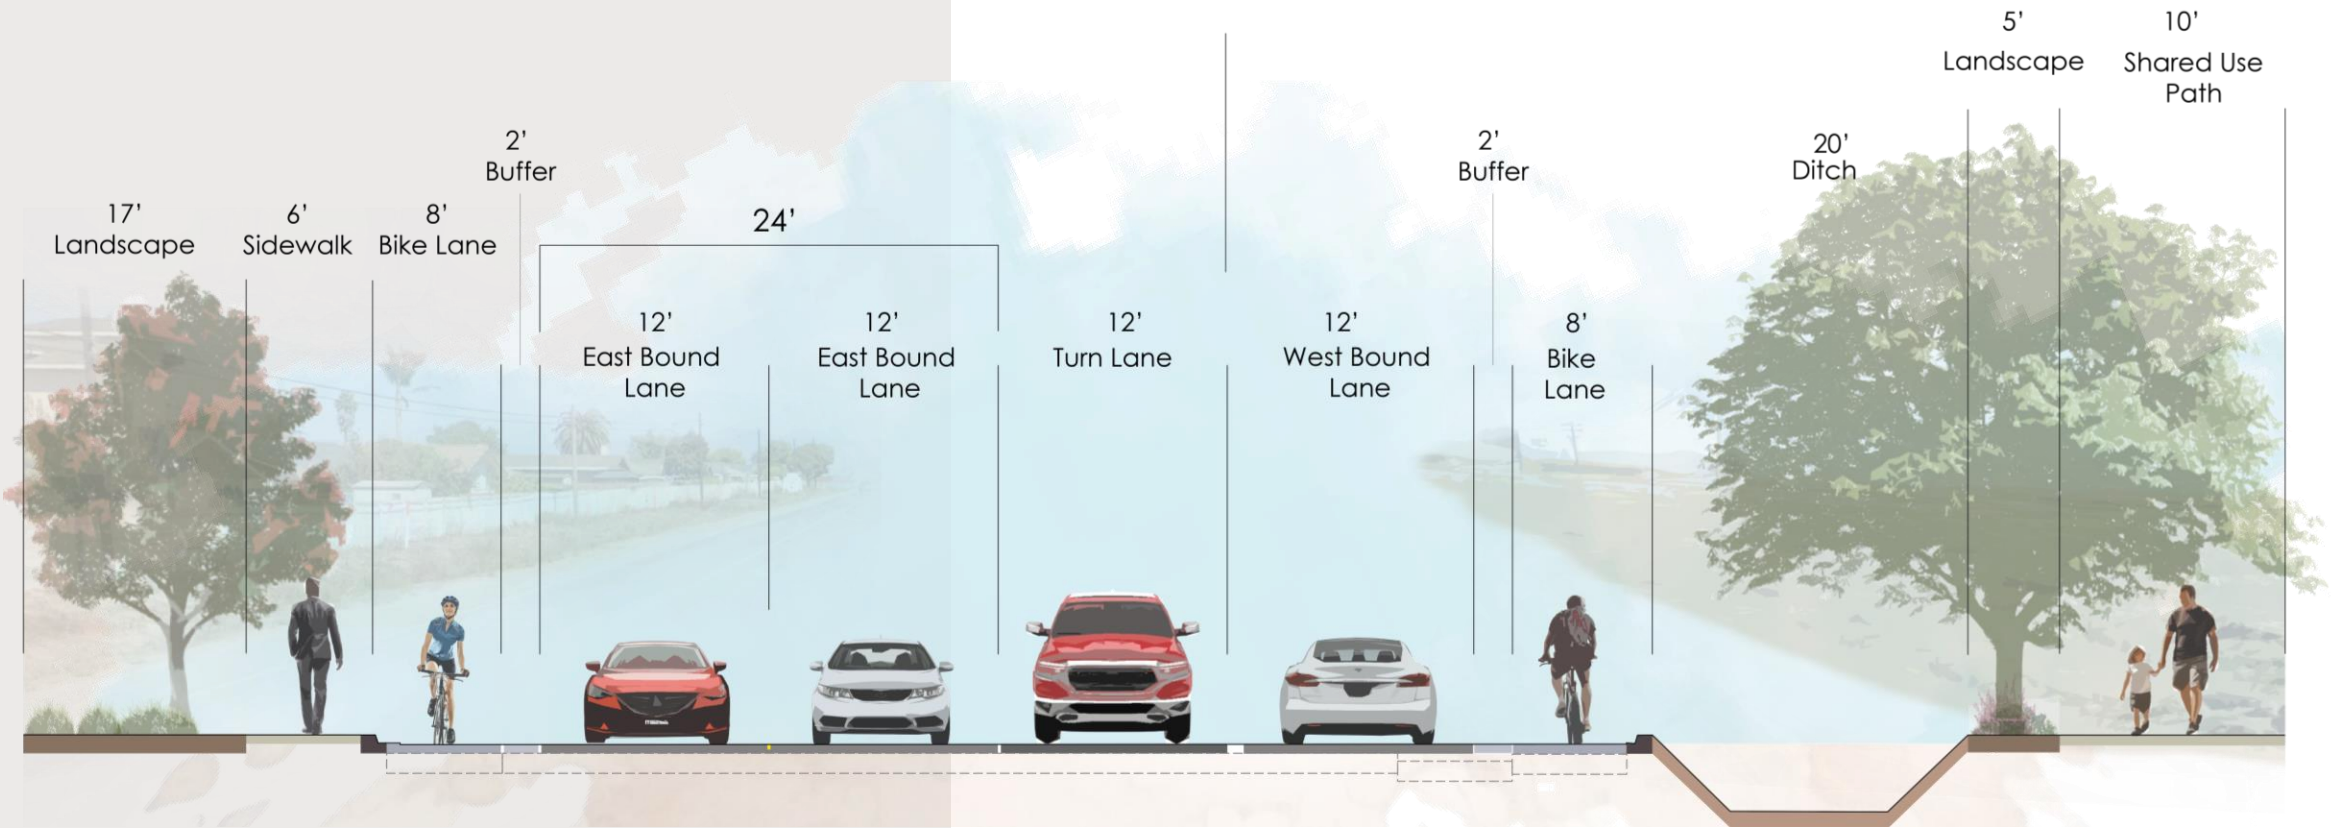 5’
Landscape
10’
Shared Use
Path
2’
Buffer
2’
Buffer
20’
Ditch
17’
Landscape
6’
Sidewalk
8’
Bike Lane
24’
12’
East Bound
Lane
12’
East Bound
Lane
12’
Turn Lane
12’
West Bound
Lane
8’
Bike
Lane